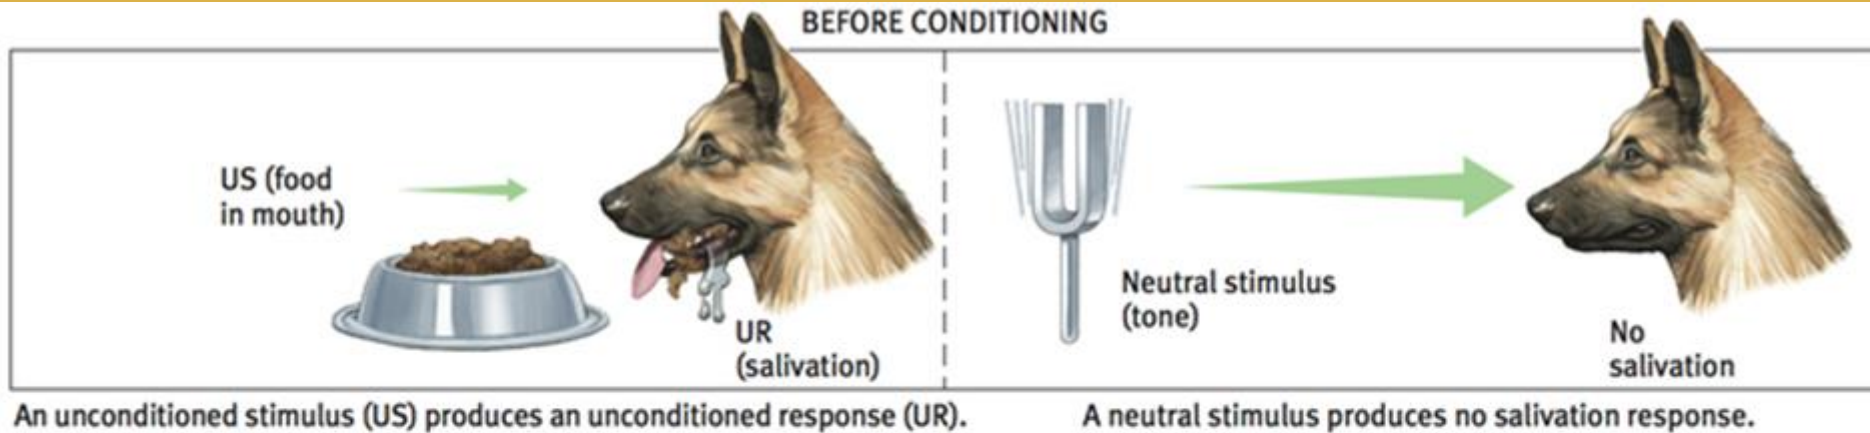 BEFORE CONDITIONING
US (food
in mouth)
UR
(salivation)
Neutral stimulus
(tone)
No
salivation
An unconditioned stimulus (US) produces an unconditioned response (UR).
A neutral stimulus produces no salivation response.